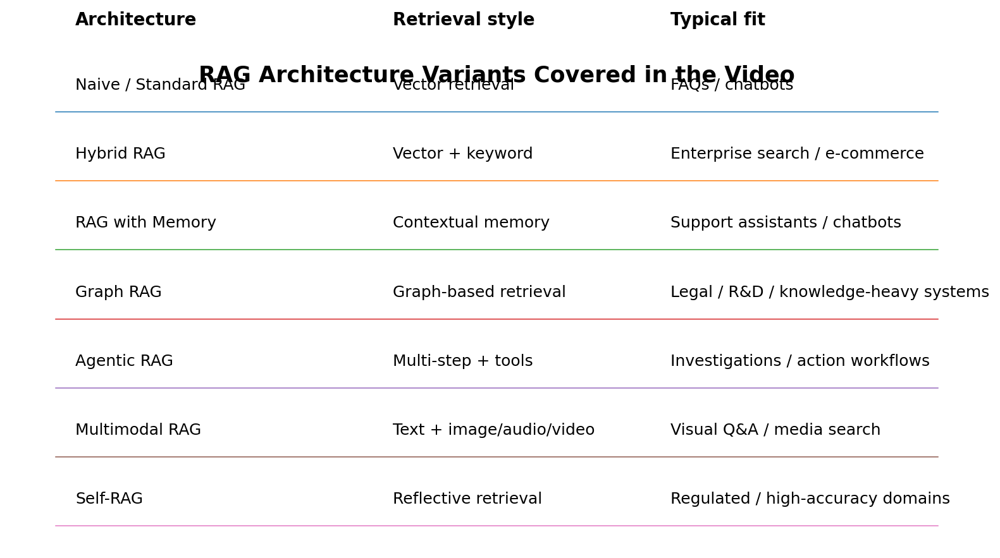 Architecture Retrieval style Typical fit
RAG Architecture Variants Covered in the Video
Naive / Standard RAG Vector retrieval FAQs / chatbots
Hybrid RAG Vector + keyword Enterprise search / e-commerce
RAG with Memory Contextual memory Support assistants / chatbots
Graph RAG Graph-based retrieval Legal / R&D / knowledge-heavy systems
Agentic RAG Multi-step + tools Investigations / action workflows
Multimodal RAG Text + image/audio/video Visual Q&A / media search
Self-RAG Reflective retrieval Regulated / high-accuracy domains